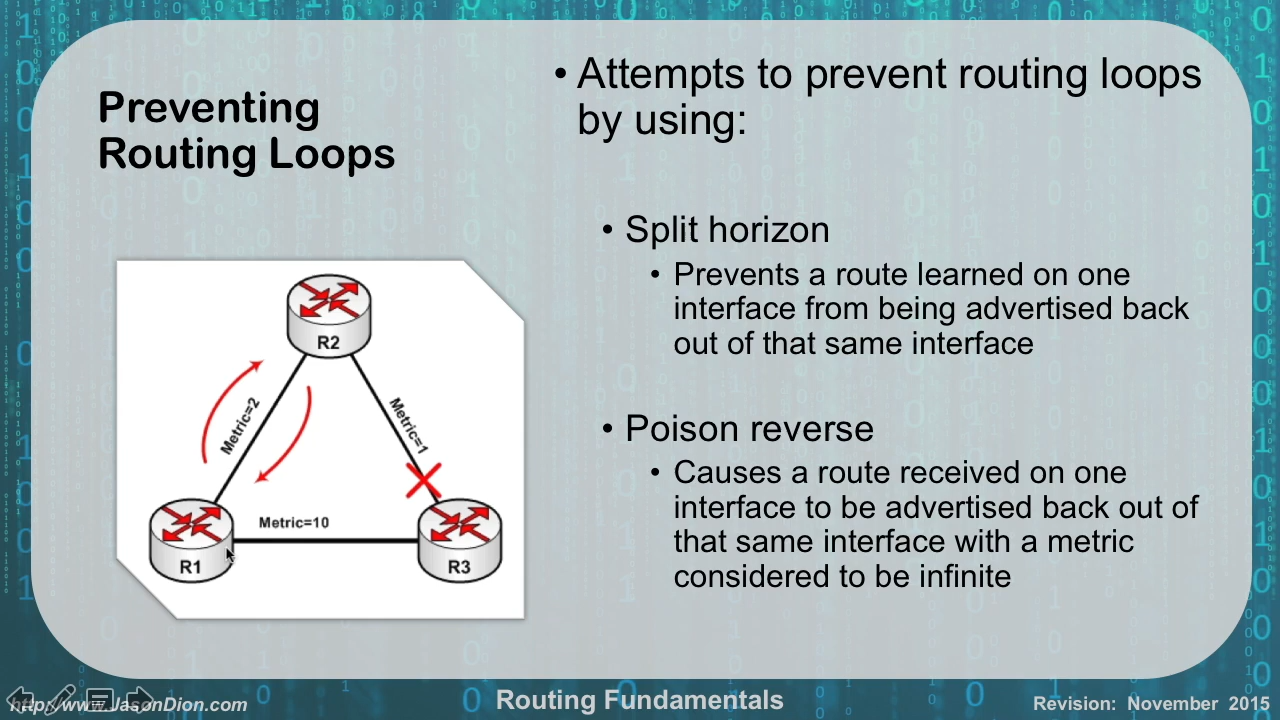 Preventing
Routing Loops
• Attempts to prevent routing loops
by using:
• Split horizon
• Prevents a route learned on one
interface from being advertised back
out of that same interface
• Poison reverse
• Causes a route received on one
interface to be advertised back out of
that same interface with a metric
considered to be infinite
R2
Metric=2
Metric=1
Metric=10
R1
R3
http://www.JasonDion.com
Routing Fundamentals
Revision: November 2015